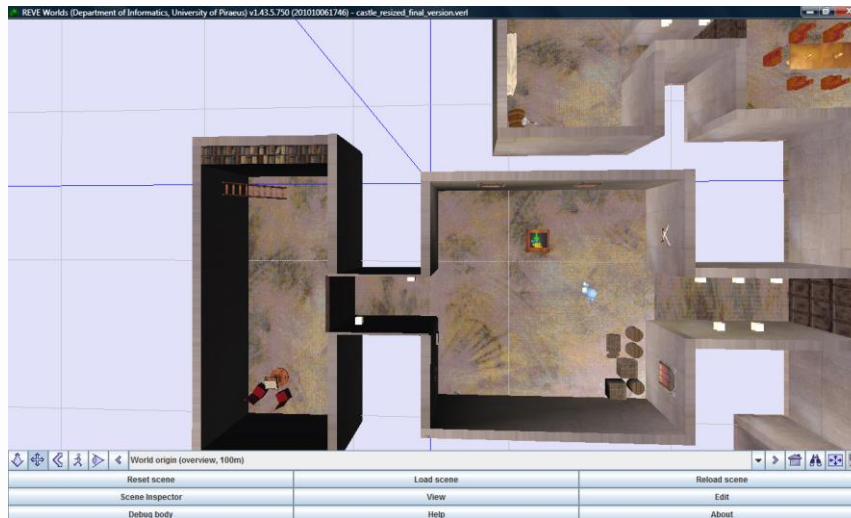 REVE Worlds (Department of Informatics, University of Piraeus) v1.43.5.750 (201010061746) - castle_resized_final_version.verl
World origin (overview, 100m)
Reset scene Load scene Reload scene
Scene Inspector View Edit
Debug body Help About